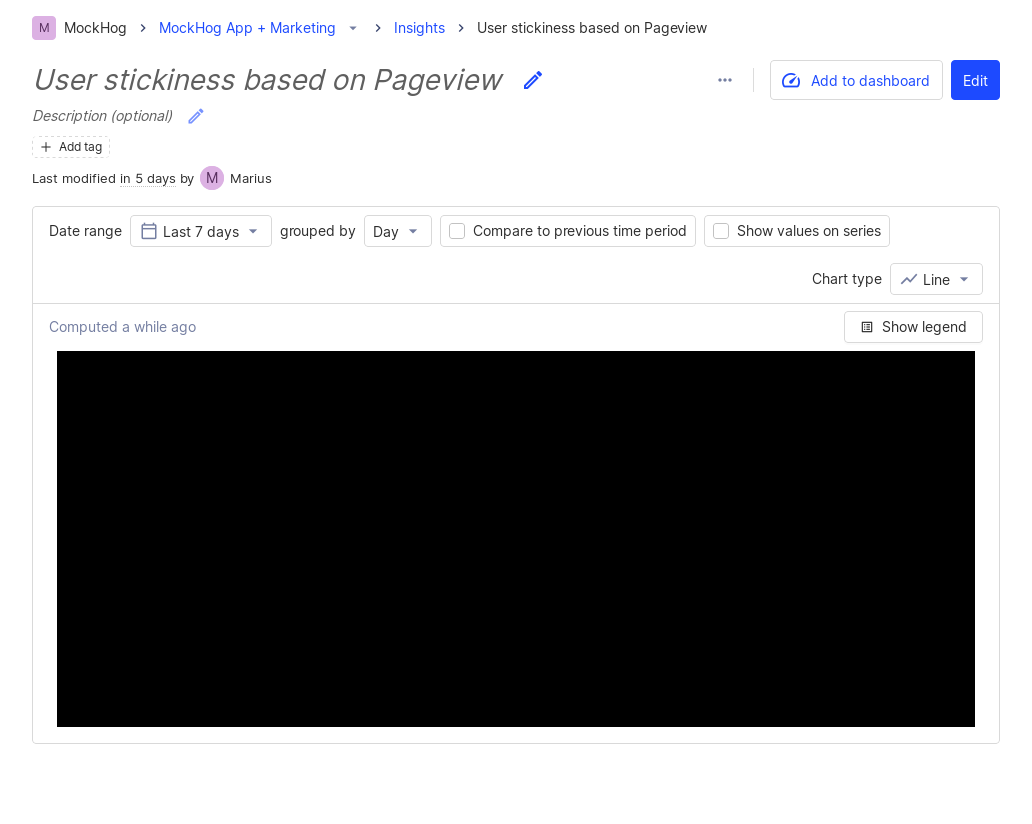 M MockHog MockHog App + Marketing Insights User stickiness based on Pageview
User stickiness based on Pageview Add to dashboard Edit
Description (optional)
Add tag
Last modified in 5 days by M Marius
Date range Last 7 days grouped by Day Compare to previous time period Show values on series
Chart type Line
Computed a while ago Show legend